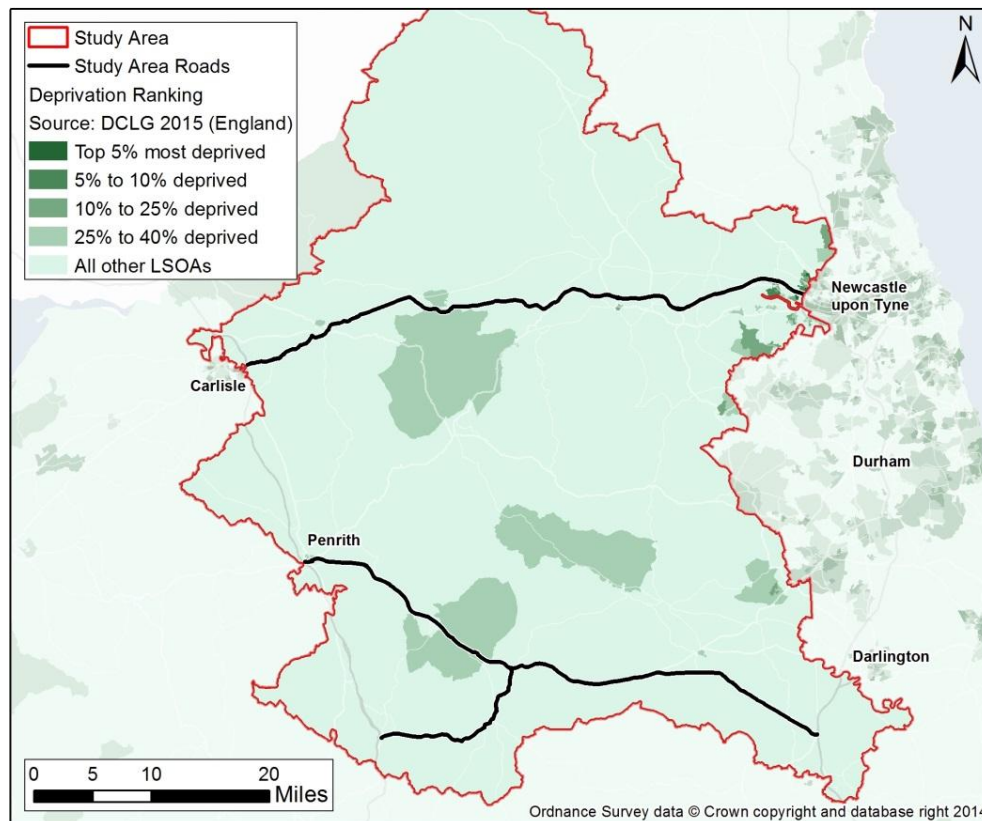 Study Area
Study Area Roads
Deprivation Ranking
Source: DCLG 2015 (England)
Top 5% most deprived
5% to 10% deprived
10% to 25% deprived
25% to 40% deprived
All other LSOAs
N
Newcastle
upon Tyne
Carlisle
Durham
Penrith
Darlington
0 5 10 20
Miles
Ordnance Survey data © Crown copyright and database right 2014